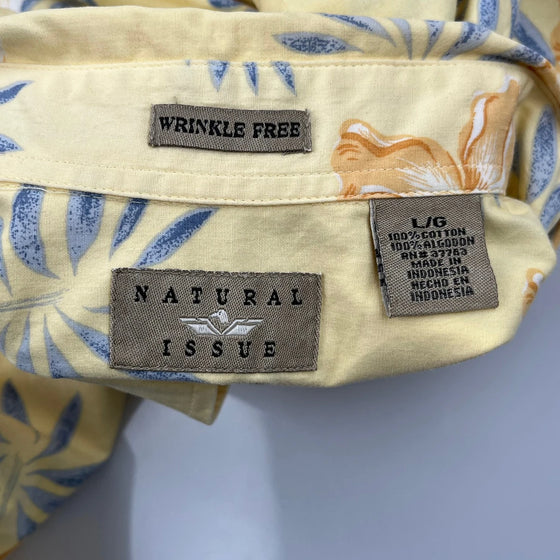 WRINKLE FREE
NATURAL
ISSUE
L/G
100% COTTON
100% ALGODON
RN# 37763
MADE IN
INDONESIA
HECHO EN
INDONESIA